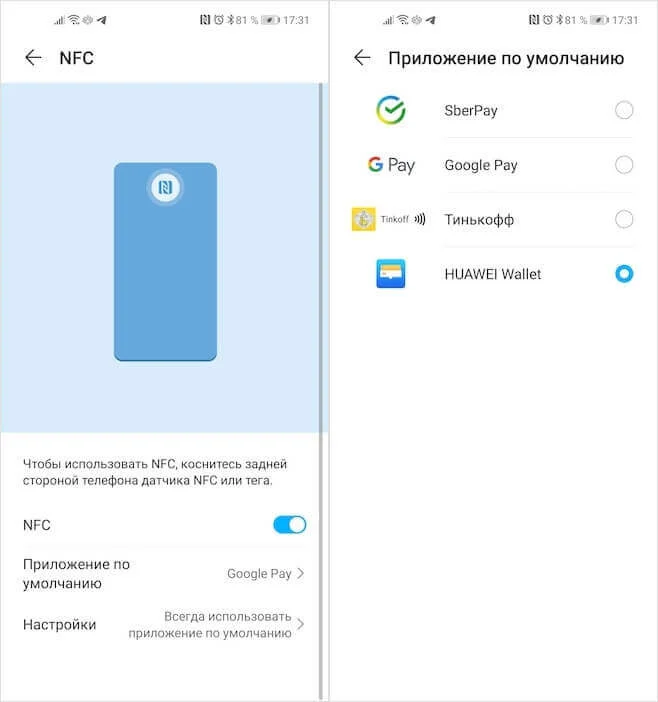 81 % 17:31
NFC
Чтобы использовать NFC, коснитесь задней
стороной телефона датчика NFC или тега.
NFC
Приложение по
умолчанию
Google Pay
Настройки
Всегда использовать
приложение по умолчанию
81 % 17:31
Приложение по умолчанию
SberPay
G Pay Google Pay
Tinkoff Тинькофф
HUAWEI Wallet